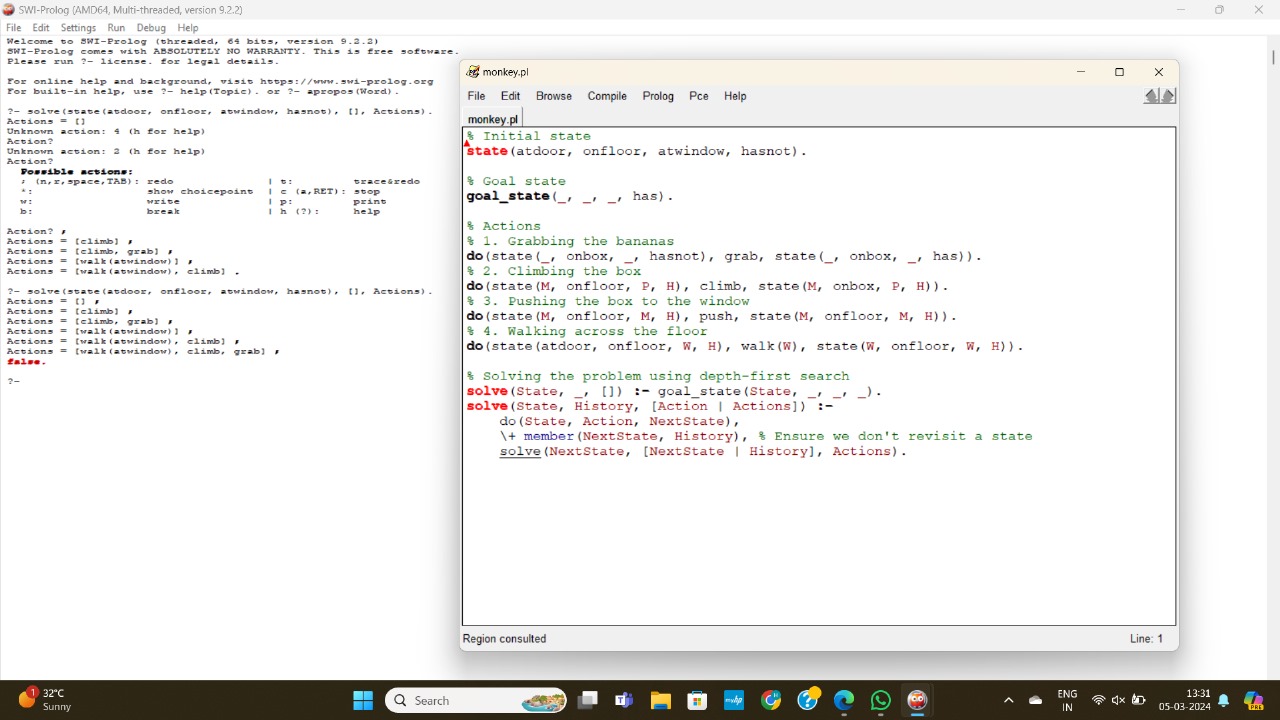 SWI-Prolog (AMD64, Multi-threaded, version 9.2.2)
File Edit Settings Run Debug Help
Welcome to SWI-Prolog (threaded, 64 bits, version 9.2.2)
SWI-Prolog comes with ABSOLUTELY NO WARRANTY. This is free software.
Please run ?- license. for legal details.
For online help and background, visit https://www.swi-prolog.org
For built-in help, use ?- help(Topic). or ?- apropos(Word).
?- solve(state(atdoor, onfloor, atwindow, hasnot), [], Actions).
Actions = []
Unknown action: 4 (h for help)
Action?
Unknown action: 2 (h for help)
Action?
Possible actions:
; (n,r,space,TAB): redo | t: trace&redo
*: show choicepoint | c (a,RET): stop
w: write | p: print
b: break | h (?): help
Action? ;
Actions = [climb] ;
Actions = [climb, grab] ;
Actions = [walk(atwindow)] ;
Actions = [walk(atwindow), climb] .
?- solve(state(atdoor, onfloor, atwindow, hasnot), [], Actions).
Actions = [] ;
Actions = [climb] ;
Actions = [climb, grab] ;
Actions = [walk(atwindow)] ;
Actions = [walk(atwindow), climb] ;
Actions = [walk(atwindow), climb, grab] ;
false.
?-
monkey.pl
File Edit Browse Compile Prolog Pce Help
monkey.pl
% Initial state
state(atdoor, onfloor, atwindow, hasnot).
% Goal state
goal_state(_, _, _, has).
% Actions
% 1. Grabbing the bananas
do(state(_, onbox, _, hasnot), grab, state(_, onbox, _, has)).
% 2. Climbing the box
do(state(M, onfloor, P, H), climb, state(M, onbox, P, H)).
% 3. Pushing the box to the window
do(state(M, onfloor, M, H), push, state(M, onfloor, M, H)).
% 4. Walking across the floor
do(state(atdoor, onfloor, W, H), walk(W), state(W, onfloor, W, H)).
% Solving the problem using depth-first search
solve(State, _, []) :- goal_state(State, _, _, _).
solve(State, History, [Action | Actions]) :-
do(State, Action, NextState),
\+ member(NextState, History), % Ensure we don't revisit a state
solve(NextState, [NextState | History], Actions).
Region consulted
Line: 1
1
32°C
Sunny
Search
ENG
IN
13:31
05-03-2024